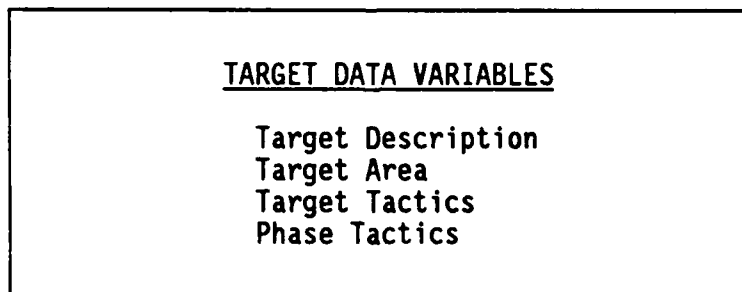 TARGET DATA VARIABLES
Target Description
Target Area
Target Tactics
Phase Tactics